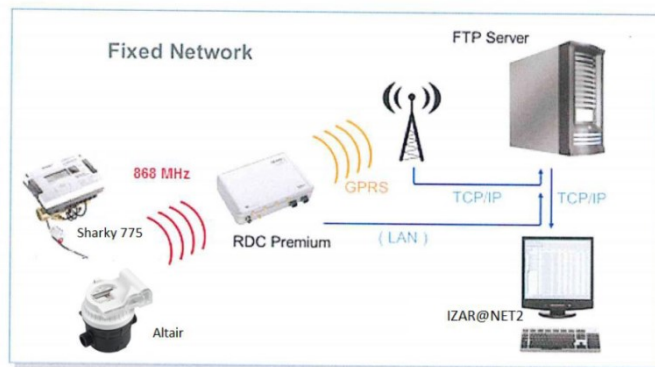 Fixed Network
FTP Server
868 MHz
GPRS
TCP/IP
TCP/IP
Sharky 775
RDC Premium
( LAN )
IZAR@NET2
Altair